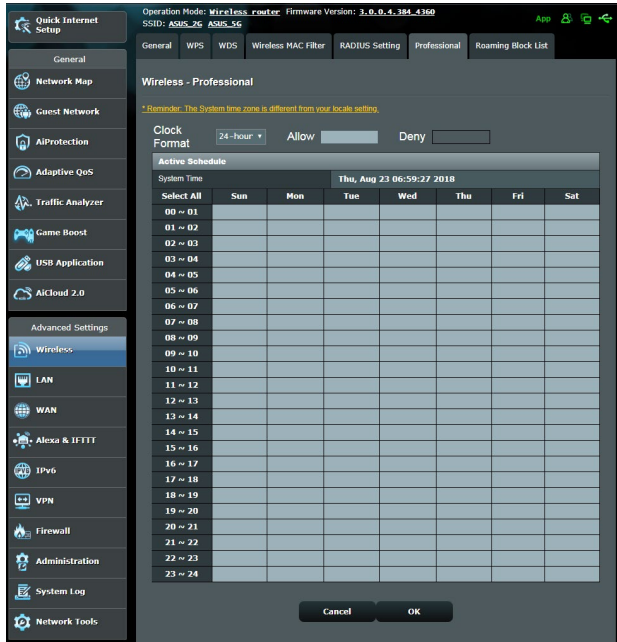 Quick Internet Setup
Operation Mode: Wireless router Firmware Version: 3.0.0.4.384_4360
SSID: ASUS_2G ASUS_5G
App
General WPS WDS Wireless MAC Filter RADIUS Setting Professional Roaming Block List
General
Network Map
Guest Network
AiProtection
Adaptive QoS
Traffic Analyzer
Game Boost
USB Application
AiCloud 2.0
Advanced Settings
Wireless
LAN
WAN
Alexa & IFTTT
IPv6
VPN
Firewall
Administration
System Log
Network Tools
Wireless - Professional
* Reminder: The System time zone is different from your locale setting.
Clock Format 24-hour Allow Deny
Active Schedule
System Time Thu, Aug 23 06:59:27 2018
Select All Sun Mon Tue Wed Thu Fri Sat
00 ~ 01
01 ~ 02
02 ~ 03
03 ~ 04
04 ~ 05
05 ~ 06
06 ~ 07
07 ~ 08
08 ~ 09
09 ~ 10
10 ~ 11
11 ~ 12
12 ~ 13
13 ~ 14
14 ~ 15
15 ~ 16
16 ~ 17
17 ~ 18
18 ~ 19
19 ~ 20
20 ~ 21
21 ~ 22
22 ~ 23
23 ~ 24
Cancel OK